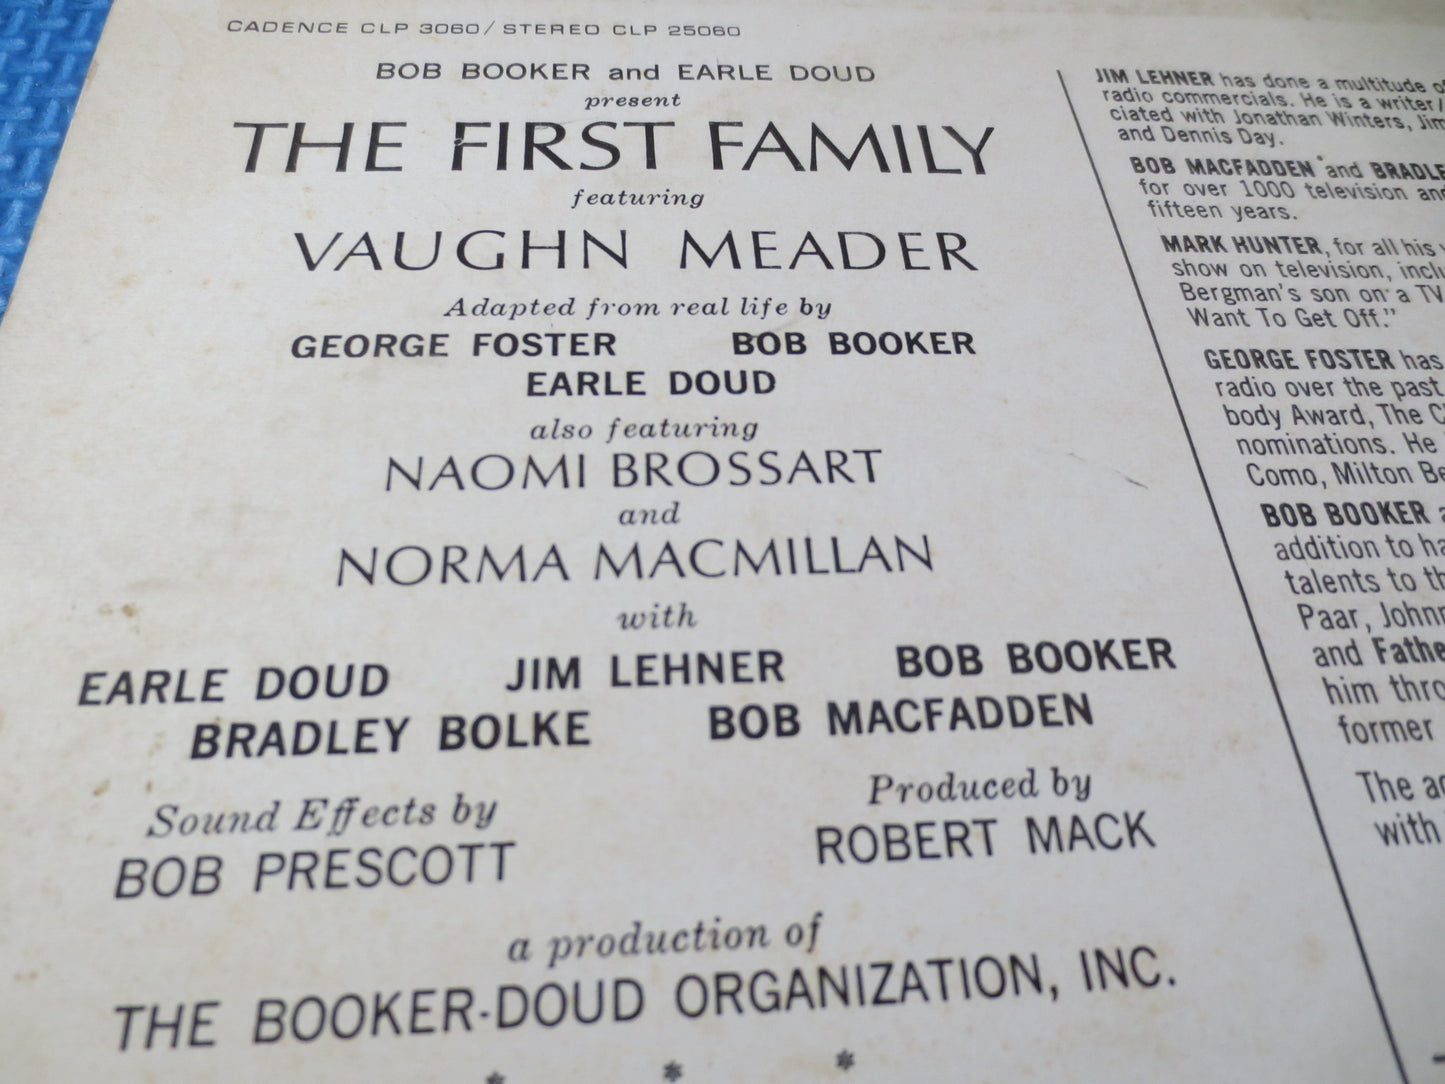 CADENCE CLP 3060/ STEREO CLP 25060
BOB BOOKER and EARLE DOUD
present
THE FIRST FAMILY
featuring
VAUGHN MEADER
Adapted from real life by
GEORGE FOSTER BOB BOOKER
EARLE DOUD
also featuring
NAOMI BROSSART
and
NORMA MACMILLAN
with
EARLE DOUD JIM LEHNER BOB BOOKER
BRADLEY BOLKE BOB MACFADDEN
Sound Effects by Produced by
BOB PRESCOTT ROBERT MACK
a production of
THE BOOKER-DOUD ORGANIZATION, INC.
* * *
JIM LEHNER has done a multitude of
radio commercials. He is a writer/
ciated with Jonathan Winters, Jim
and Dennis Day.
BOB MACFADDEN and BRADLE
for over 1000 television and
fifteen years.
MARK HUNTER, for all his
show on television, inclu
Bergman's son on a TV
Want To Get Off."
GEORGE FOSTER has
radio over the past
body Award, The C
nominations. He
Como, Milton Be
BOB BOOKER a
addition to ha
talents to th
Paar, Johnn
and Fathe
him thro
former
The ac
with